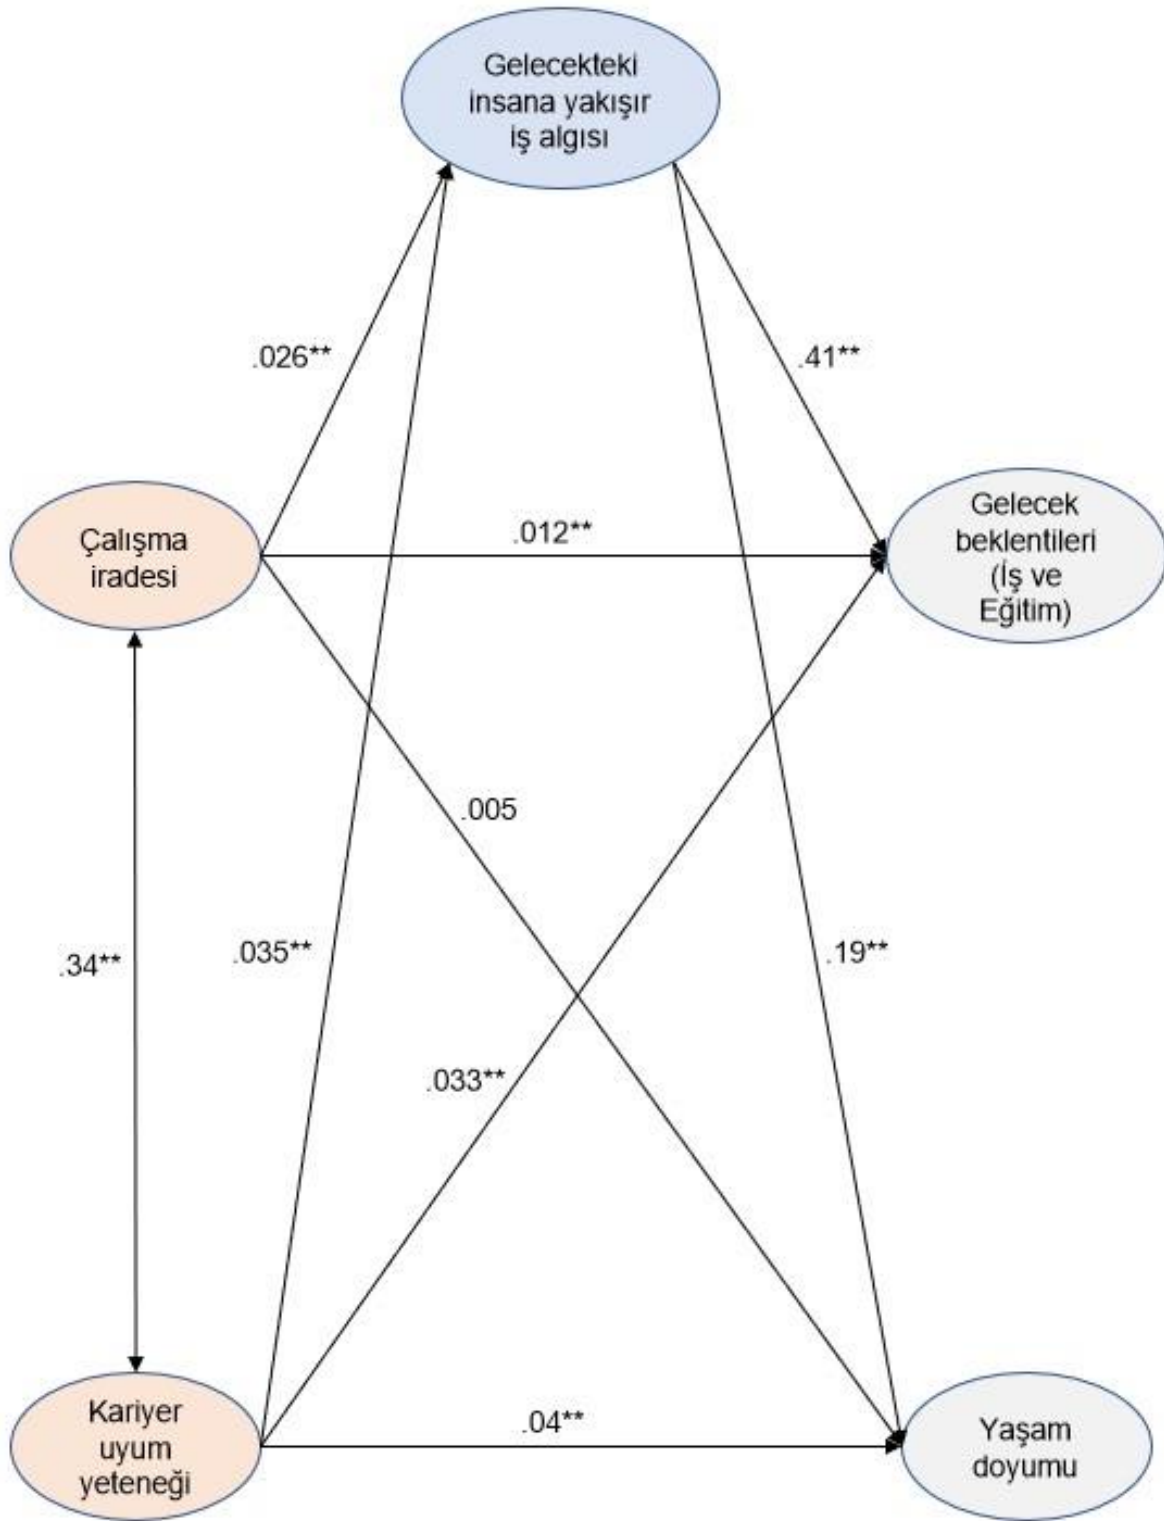 Gelecekteki
insana yakışır
iş algısı
.026**
.41**
Çalışma
iradesi
.012**
Gelecek
beklentileri
(İş ve
Eğitim)
.005
.34**
.035**
.19**
.033**
Kariyer
uyum
yeteneği
.04**
Yaşam
doyumu